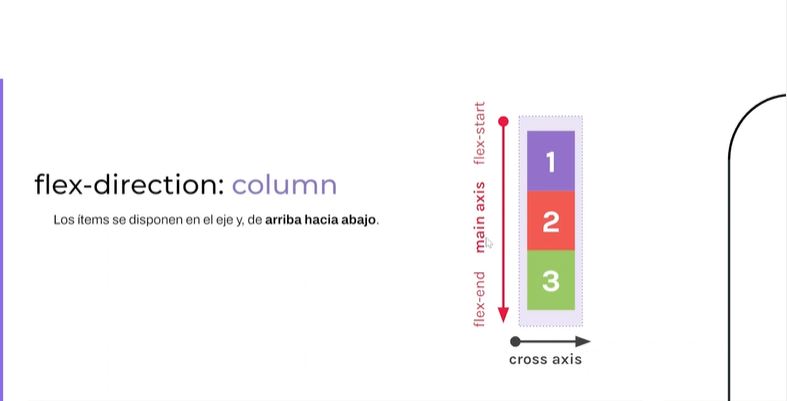 flex-direction: column
Los ítems se disponen en el eje y, de arriba hacia abajo.
flex-start
main axis
flex-end
1
2
3
cross axis